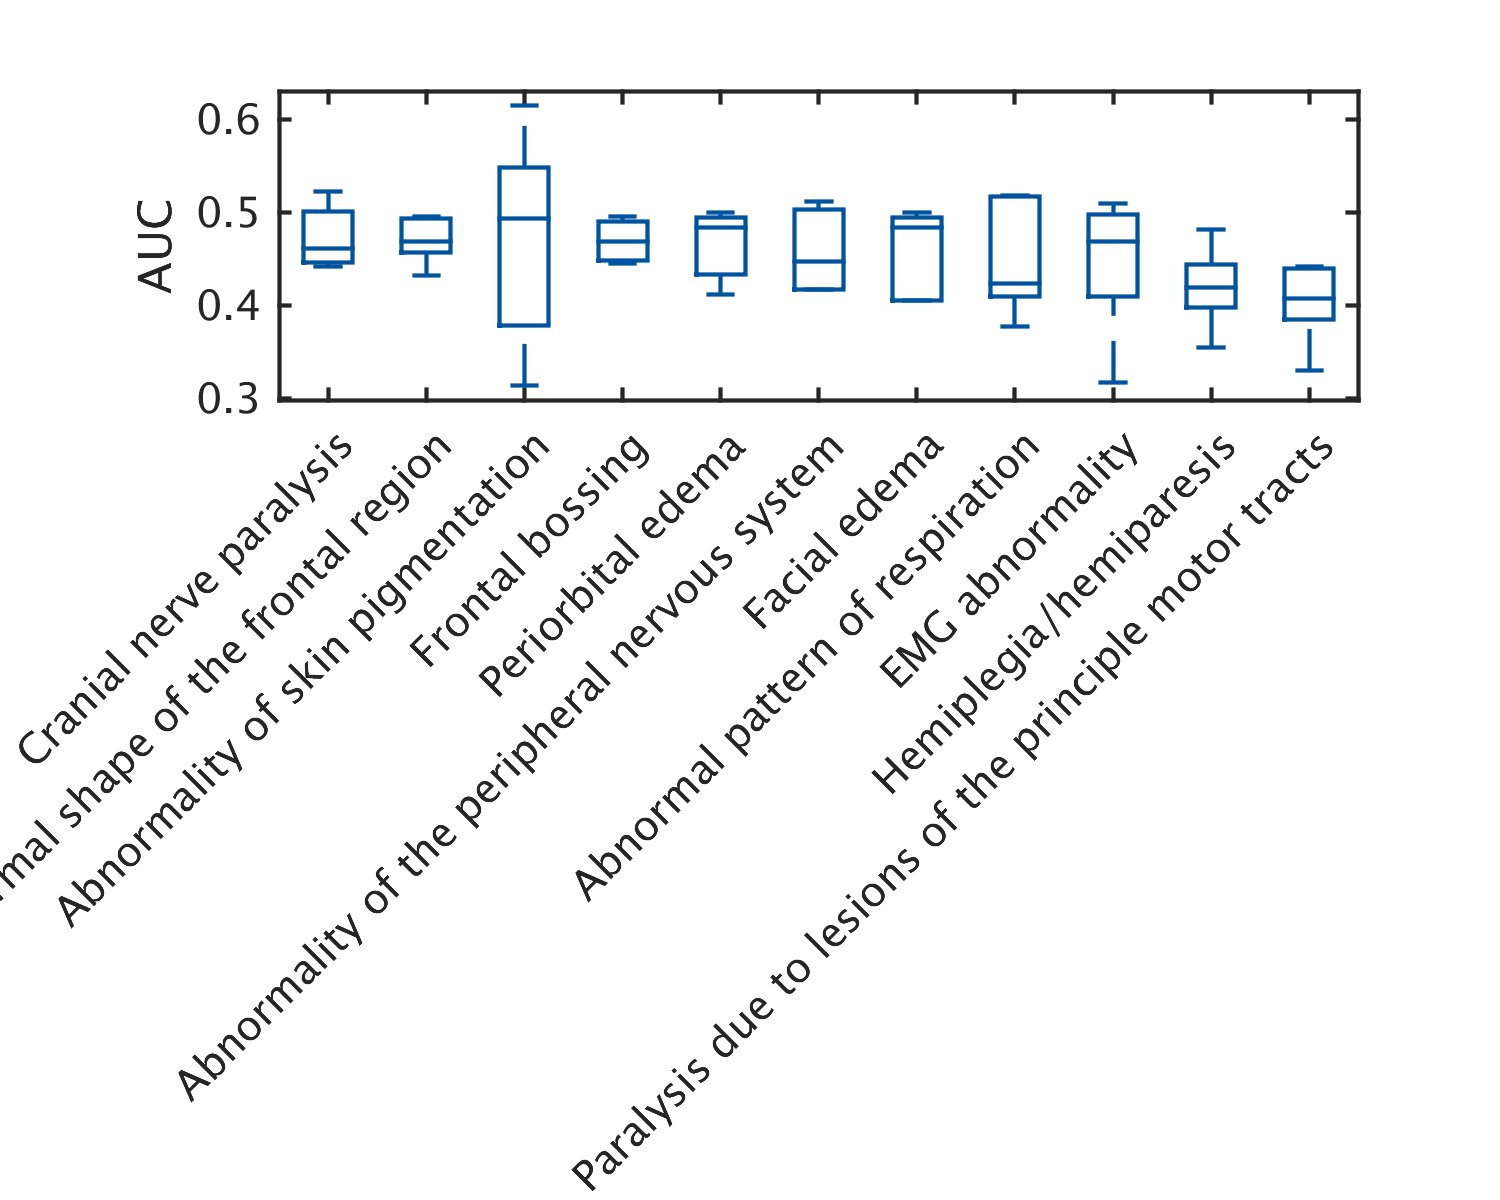 0.6
0.5
0.4
0.3
AUC
Cranial nerve paralysis
shape of the frontal region
Abnormality of skin pigmentation
Frontal bossing
Periorbital edema
Abnormality of the peripheral nervous system
Facial edema
Abnormal pattern of respiration
EMG abnormality
Hemiplegia/hemiparesis
Paralysis due to lesions of the principle motor tracts